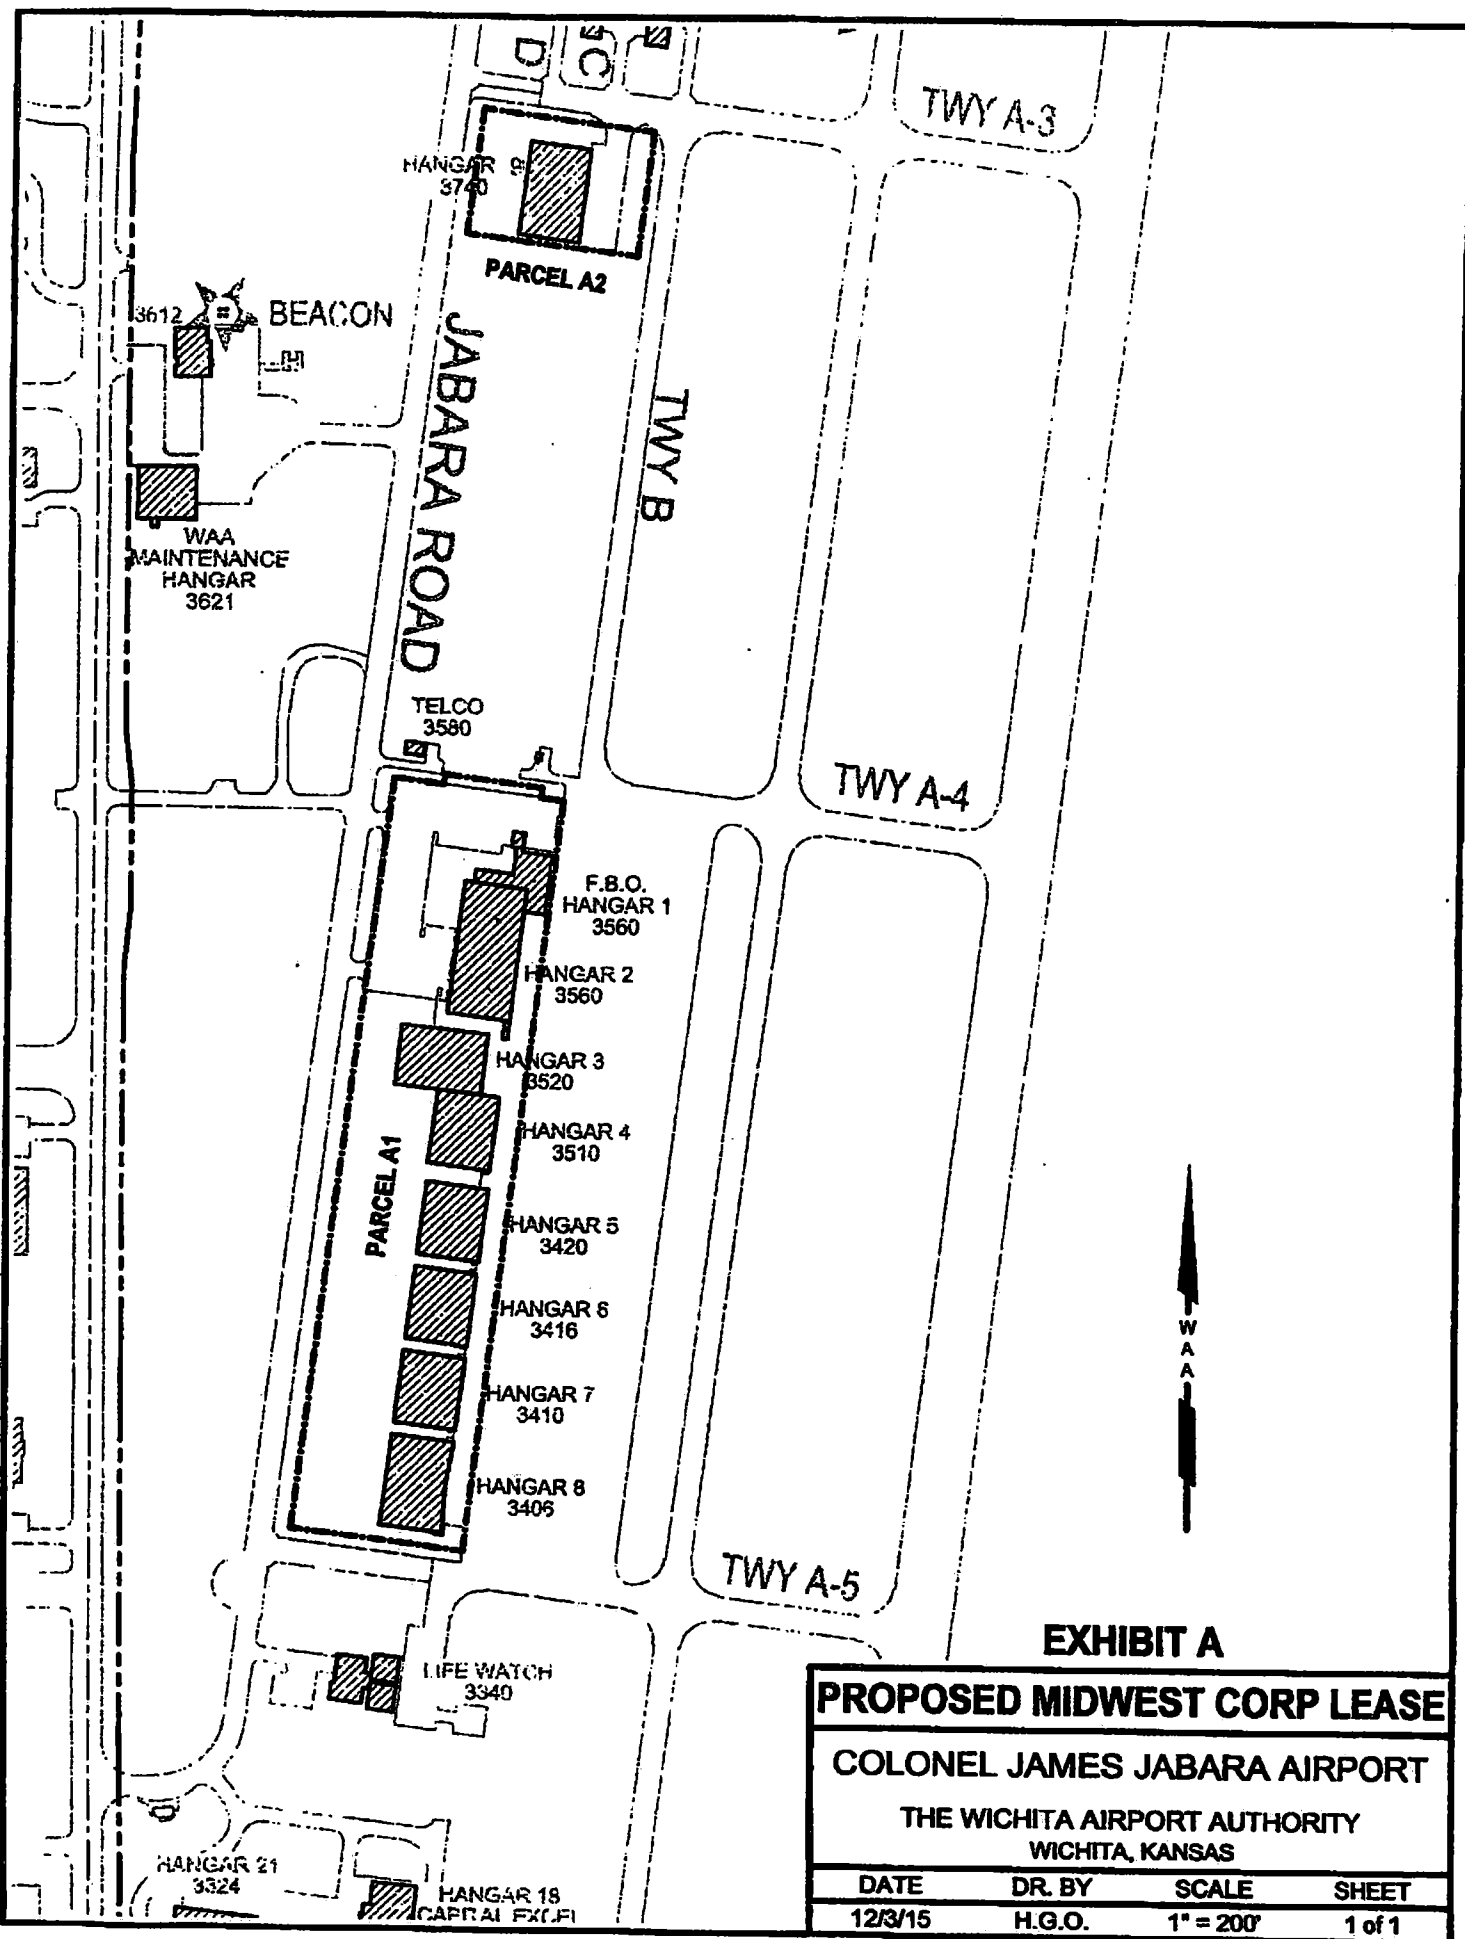 D
C
TWY A-3
HANGAR 9
3740
PARCEL A2
3612
BEACON
JABARA ROAD
TWY B
WAA
MAINTENANCE
HANGAR
3621
TELCO
3580
TWY A-4
F.B.O.
HANGAR 1
3560
HANGAR 2
3560
HANGAR 3
3520
HANGAR 4
3510
PARCEL A1
HANGAR 5
3420
HANGAR 6
3416
HANGAR 7
3410
HANGAR 8
3406
WAA
TWY A-5
LIFE WATCH
3340
HANGAR 21
3324
HANGAR 18
CAPITAL EXCEL
EXHIBIT A
PROPOSED MIDWEST CORP LEASE
COLONEL JAMES JABARA AIRPORT
THE WICHITA AIRPORT AUTHORITY
WICHITA, KANSAS
DATE DR. BY SCALE SHEET
12/3/15 H.G.O. 1" = 200' 1 of 1